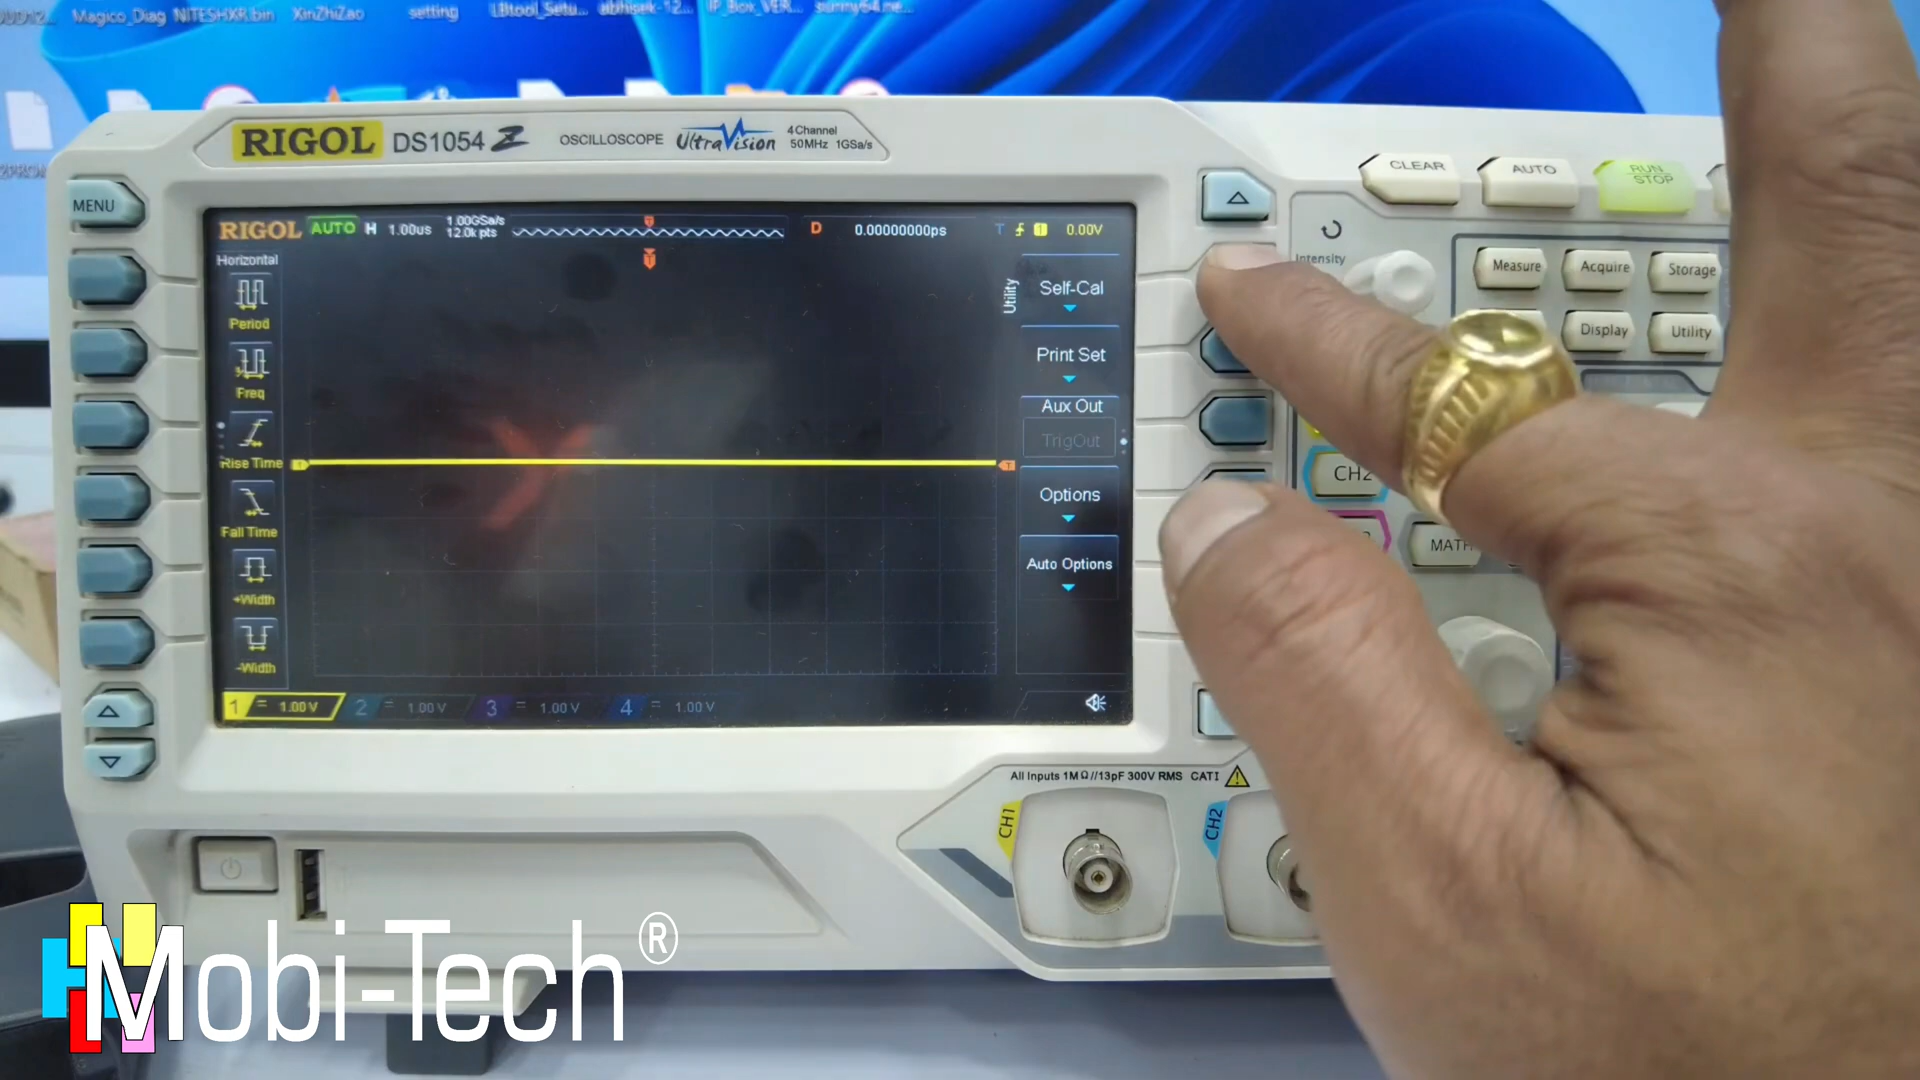 Magico_Diag NITESHXR.bin XinZhiZao setting LBtool_Setu...
RIGOL DS1054 Z OSCILLOSCOPE UltraVision 4 Channel
50MHz 1GSa/s
CLEAR AUTO RUN
STOP
MENU
RIGOL AUTO H 1.00us 1.00GSa/s
12.0k pts
D 0.00000000ps T 1 0.00V
Intensity
Measure Acquire Storage
Display Utility
Horizontal
Period
Freq
Rise Time
Fall Time
+Width
-Width
Utility
Self-Cal
Print Set
Aux Out
TrigOut
Options
Auto Options
CH2
MATH
1 = 1.00 V 2 = 1.00 V 3 = 1.00 V 4 = 1.00 V
All Inputs 1MΩ//13pF 300V RMS CATI
CH1
CH2
Mobi-Tech®